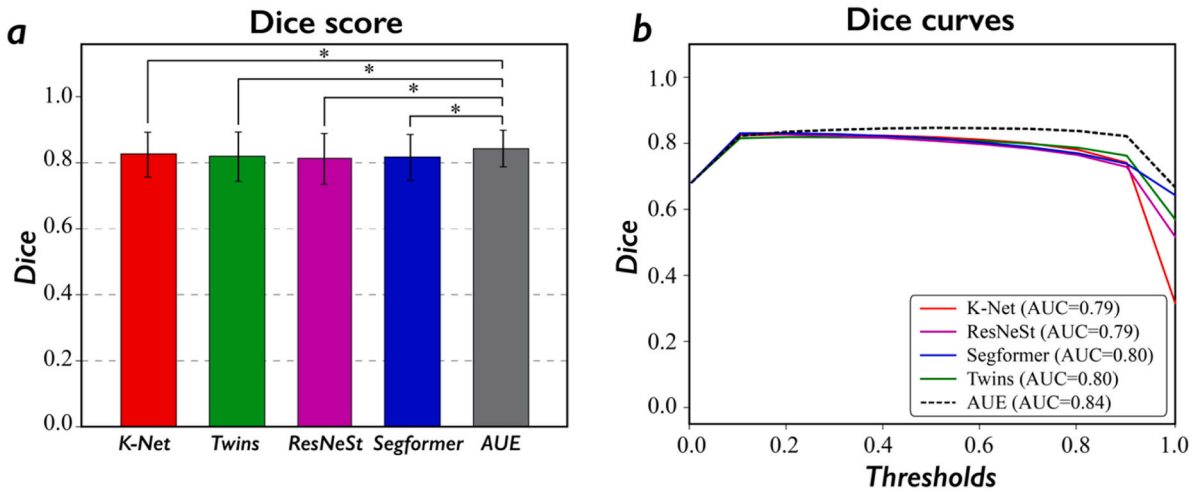 a
Dice score
*
*
*
*
1.0
0.8
0.6
0.4
0.2
0.0
Dice
K-Net Twins ResNeSt Segformer AUE
b
Dice curves
1.0
0.8
0.6
0.4
0.2
0.0
Dice
K-Net (AUC=0.79)
ResNeSt (AUC=0.79)
Segformer (AUC=0.80)
Twins (AUC=0.80)
AUE (AUC=0.84)
0.0 0.2 0.4 0.6 0.8 1.0
Thresholds